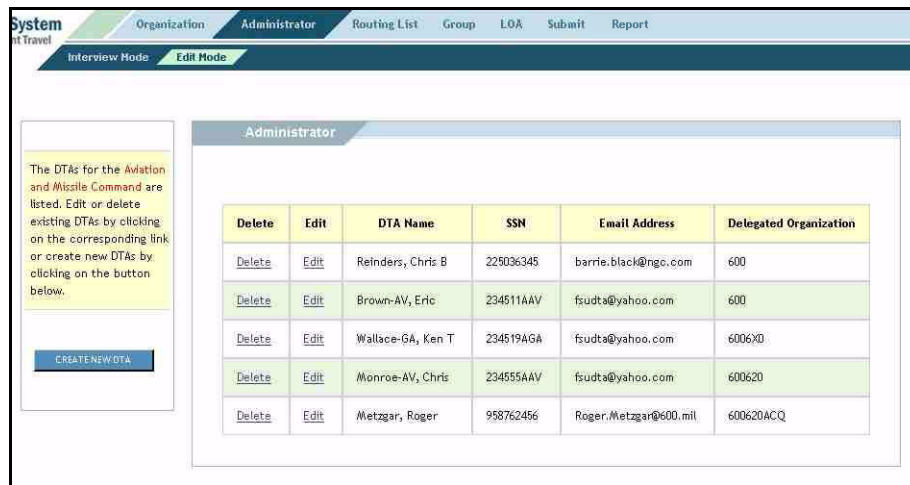 System
nt Travel
Organization Administrator Routing List Group LOA Submit Report
Interview Mode Edit Mode
Administrator
The DTAs for the Aviation
and Missile Command are
listed. Edit or delete
existing DTAs by clicking
on the corresponding link
or create new DTAs by
clicking on the button
below.
CREATE NEW DTA
Delete Edit DTA Name SSN Email Address Delegated Organization
Delete Edit Reinders, Chris B 225036345 barrie.black@ngc.com 600
Delete Edit Brown-AV, Eric 234511AAV fsudta@yahoo.com 600
Delete Edit Wallace-GA, Ken T 234519AGA fsudta@yahoo.com 6006X0
Delete Edit Monroe-AV, Chris 234555AAV fsudta@yahoo.com 600620
Delete Edit Metzgar, Roger 958762456 Roger.Metzgar@600.mil 600620ACQ